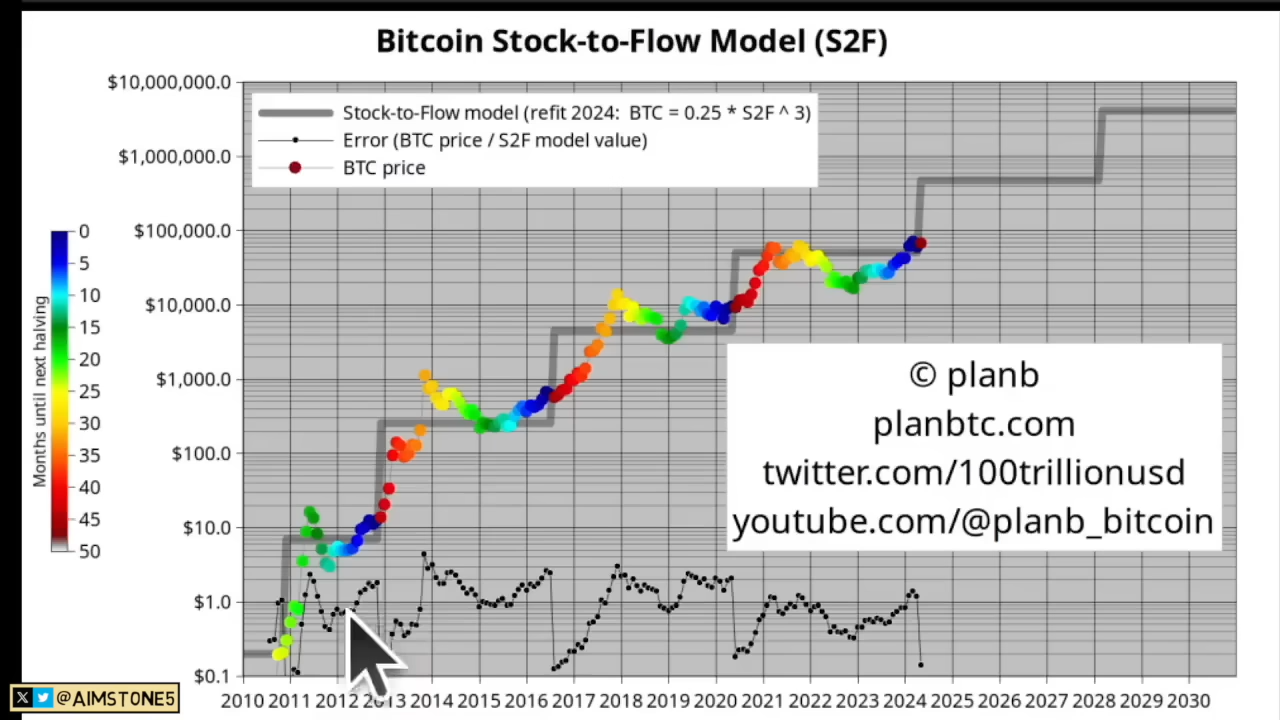 Bitcoin Stock-to-Flow Model (S2F)
$10,000,000.0
$1,000,000.0
$100,000.0
$10,000.0
$1,000.0
$100.0
$10.0
$1.0
$0.1
Stock-to-Flow model (refit 2024: BTC = 0.25 * S2F ^ 3)
Error (BTC price / S2F model value)
BTC price
Months until next halving
0
5
10
15
20
25
30
35
40
45
50
© planb
planbtc.com
twitter.com/100trillionusd
youtube.com/@planb_bitcoin
2010 2011 2012 2013 2014 2015 2016 2017 2018 2019 2020 2021 2022 2023 2024 2025 2026 2027 2028 2029 2030
X @AIMSTONE5